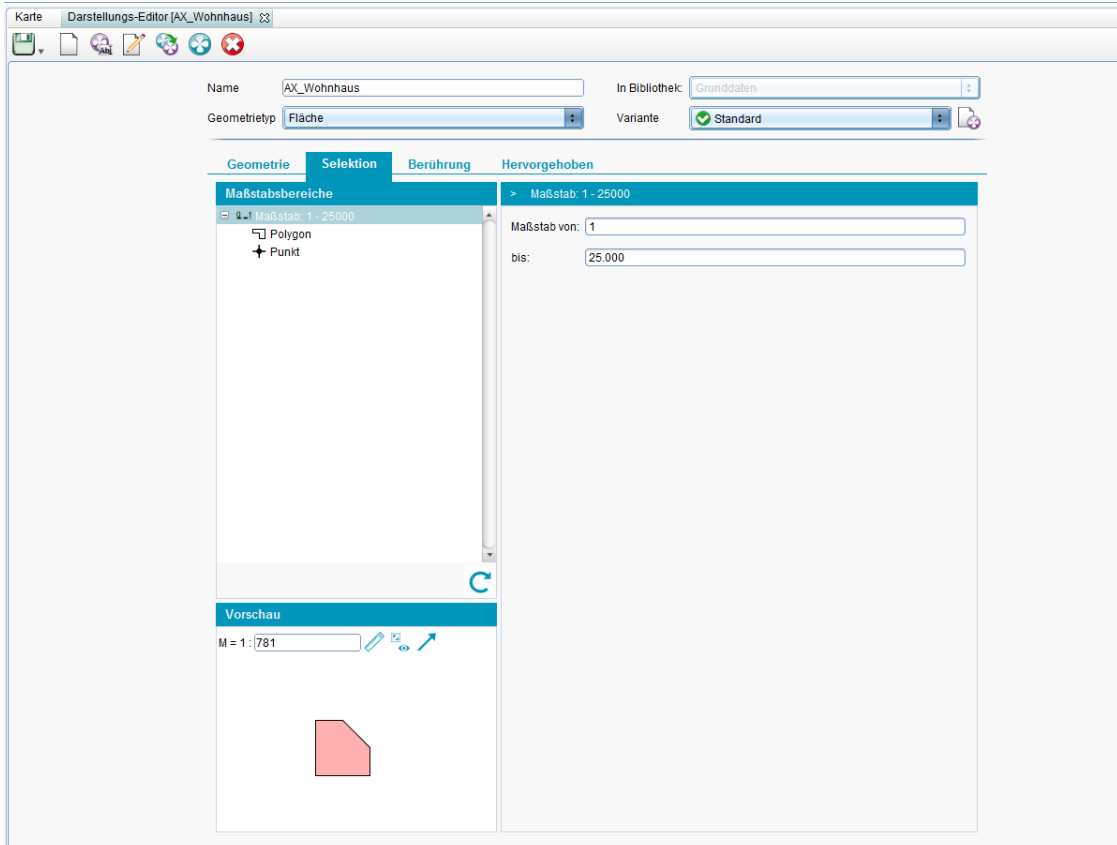 Karte Darstellungs-Editor [AX_Wohnhaus]
Abi
Name AX_Wohnhaus In Bibliothek: Grunddaten
Geometrietyp Fläche Variante Standard
Geometrie Selektion Berührung Hervorgehoben
Maßstabsbereiche > Maßstab: 1 - 25000
Maßstab: 1 - 25000
Maßstab von: 1
Polygon
Punkt
bis: 25.000
Vorschau
M = 1 : 781